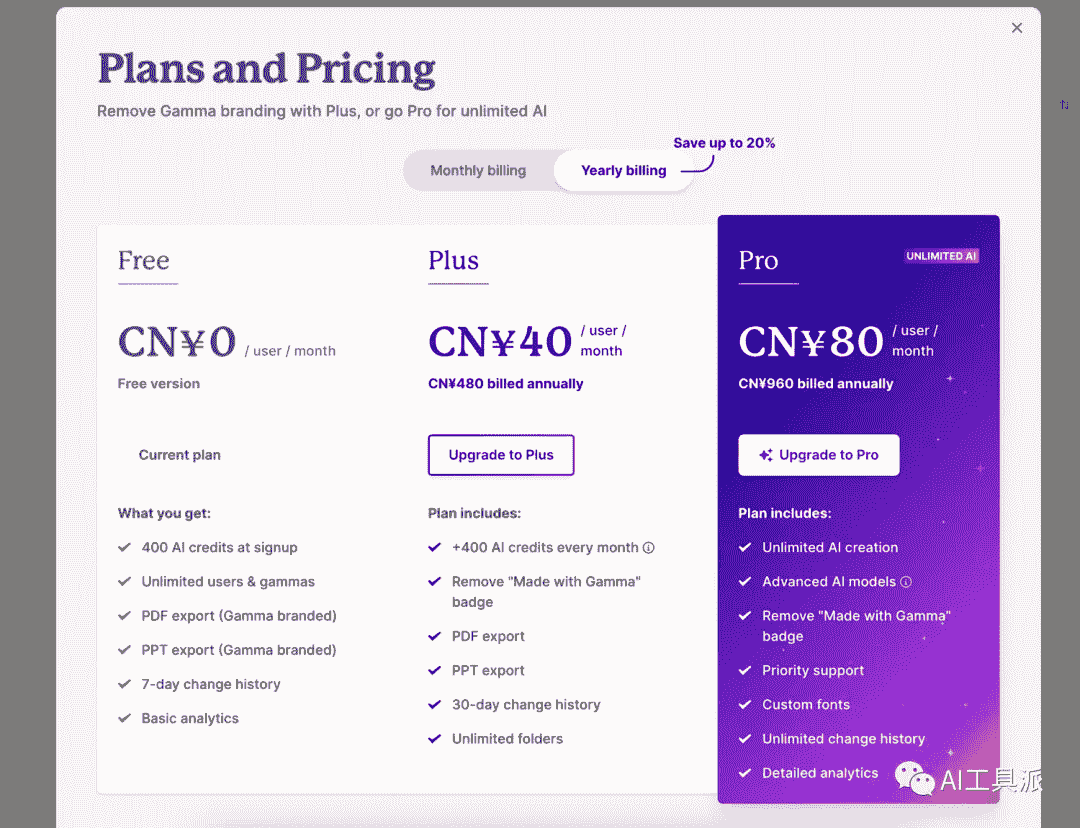 Plans and Pricing
Remove Gamma branding with Plus, or go Pro for unlimited AI
Save up to 20%
Monthly billing
Yearly billing
Free
CN¥0 / user / month
Free version
Current plan
What you get:
400 AI credits at signup
Unlimited users & gammas
PDF export (Gamma branded)
PPT export (Gamma branded)
7-day change history
Basic analytics
Plus
CN¥40 / user /
month
CN¥480 billed annually
Upgrade to Plus
Plan includes:
+400 AI credits every month
Remove "Made with Gamma"
badge
PDF export
PPT export
30-day change history
Unlimited folders
Pro
UNLIMITED AI
CN¥80 / user /
month
CN¥960 billed annually
Upgrade to Pro
Plan includes:
Unlimited AI creation
Advanced AI models
Remove "Made with Gamma"
badge
Priority support
Custom fonts
Unlimited change history
Detailed analytics
AI工具派